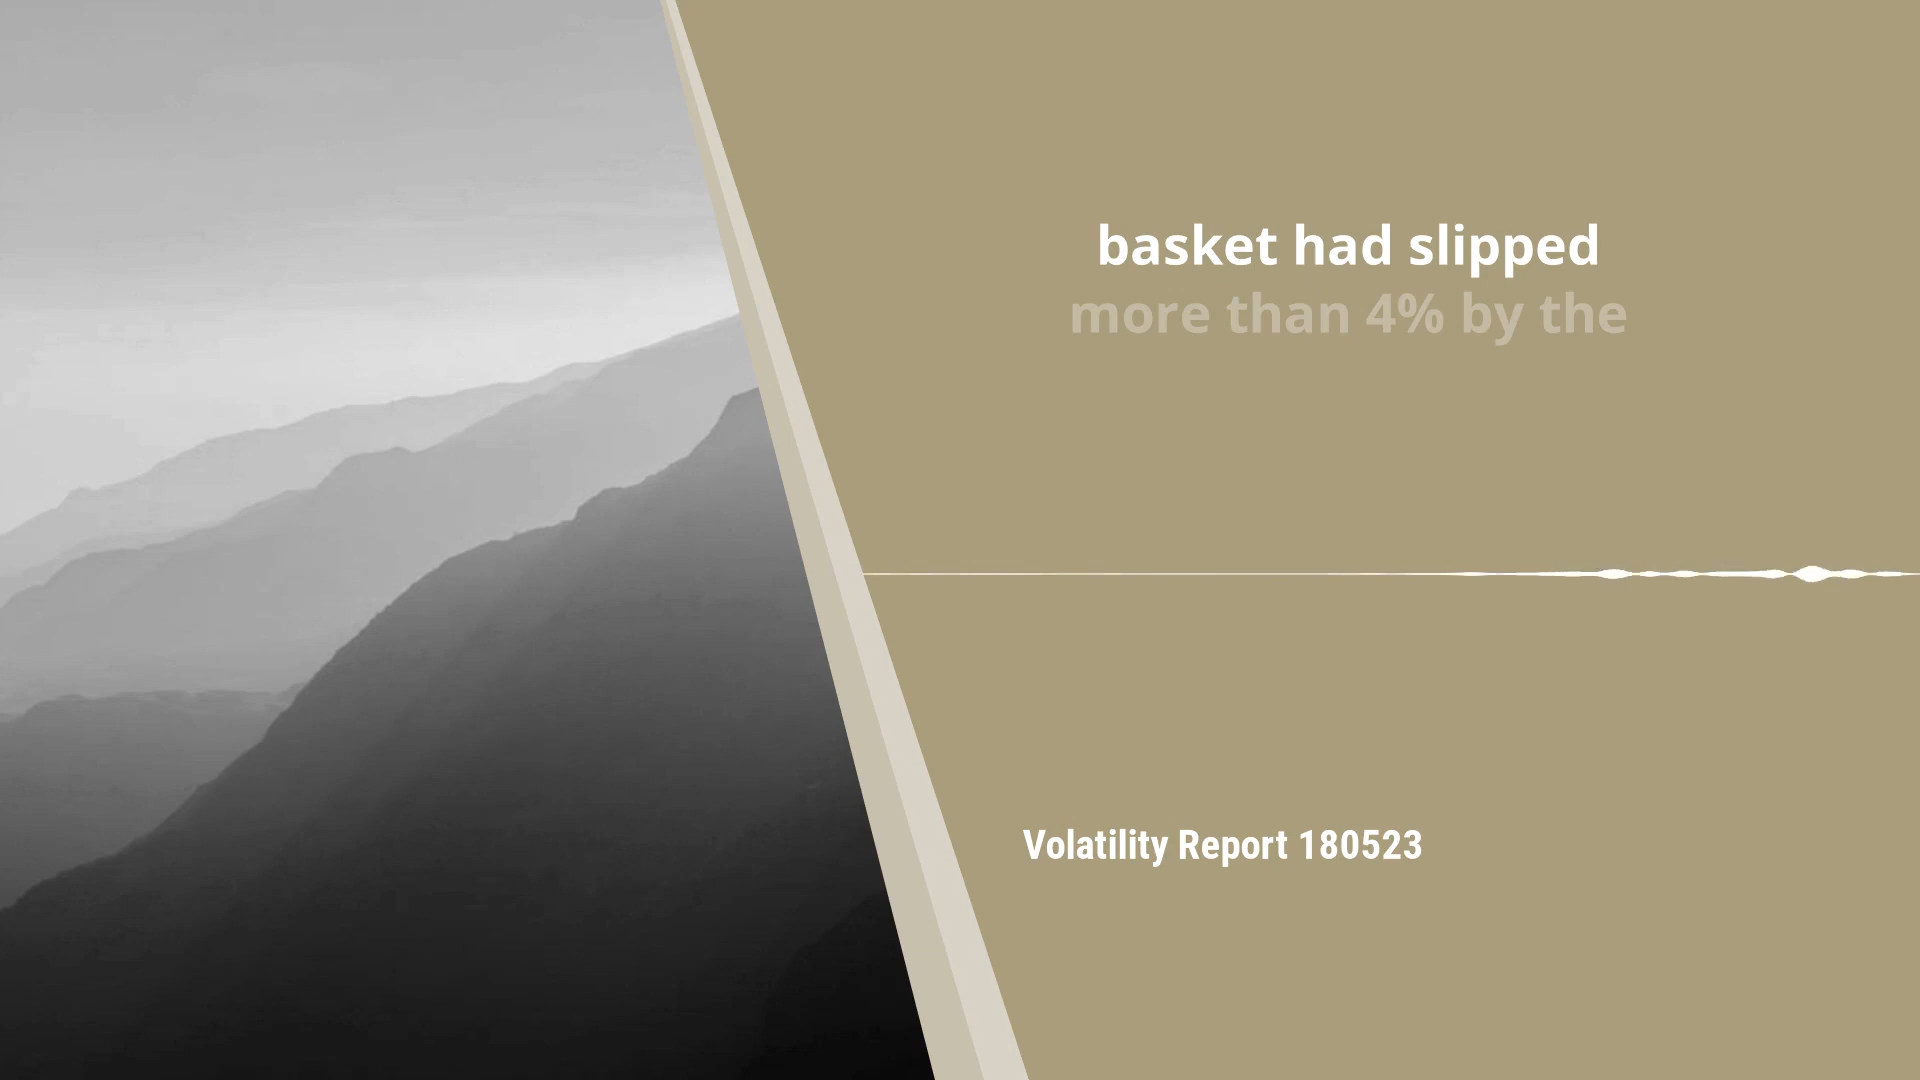 basket had slipped
more than 4% by the
Volatility Report 180523